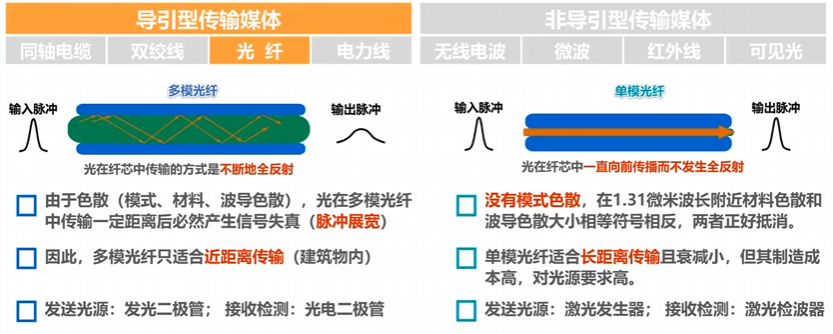 导引型传输媒体
非导引型传输媒体
同轴电缆
双绞线
光 纤
电力线
无线电波
微波
红外线
可见光
多模光纤
输入脉冲
输出脉冲
光在纤芯中传输的方式是不断地全反射
由于色散（模式、材料、波导色散），光在多模光纤
中传输一定距离后必然产生信号失真（脉冲展宽）
因此，多模光纤只适合近距离传输（建筑物内）
发送光源：发光二极管； 接收检测：光电二极管
单模光纤
输入脉冲
输出脉冲
光在纤芯中一直向前传播而不发生全反射
没有模式色散，在1.31微米波长附近材料色散和
波导色散大小相等符号相反，两者正好抵消。
单模光纤适合长距离传输且衰减小，但其制造成
本高，对光源要求高。
发送光源：激光发生器； 接收检测：激光检波器